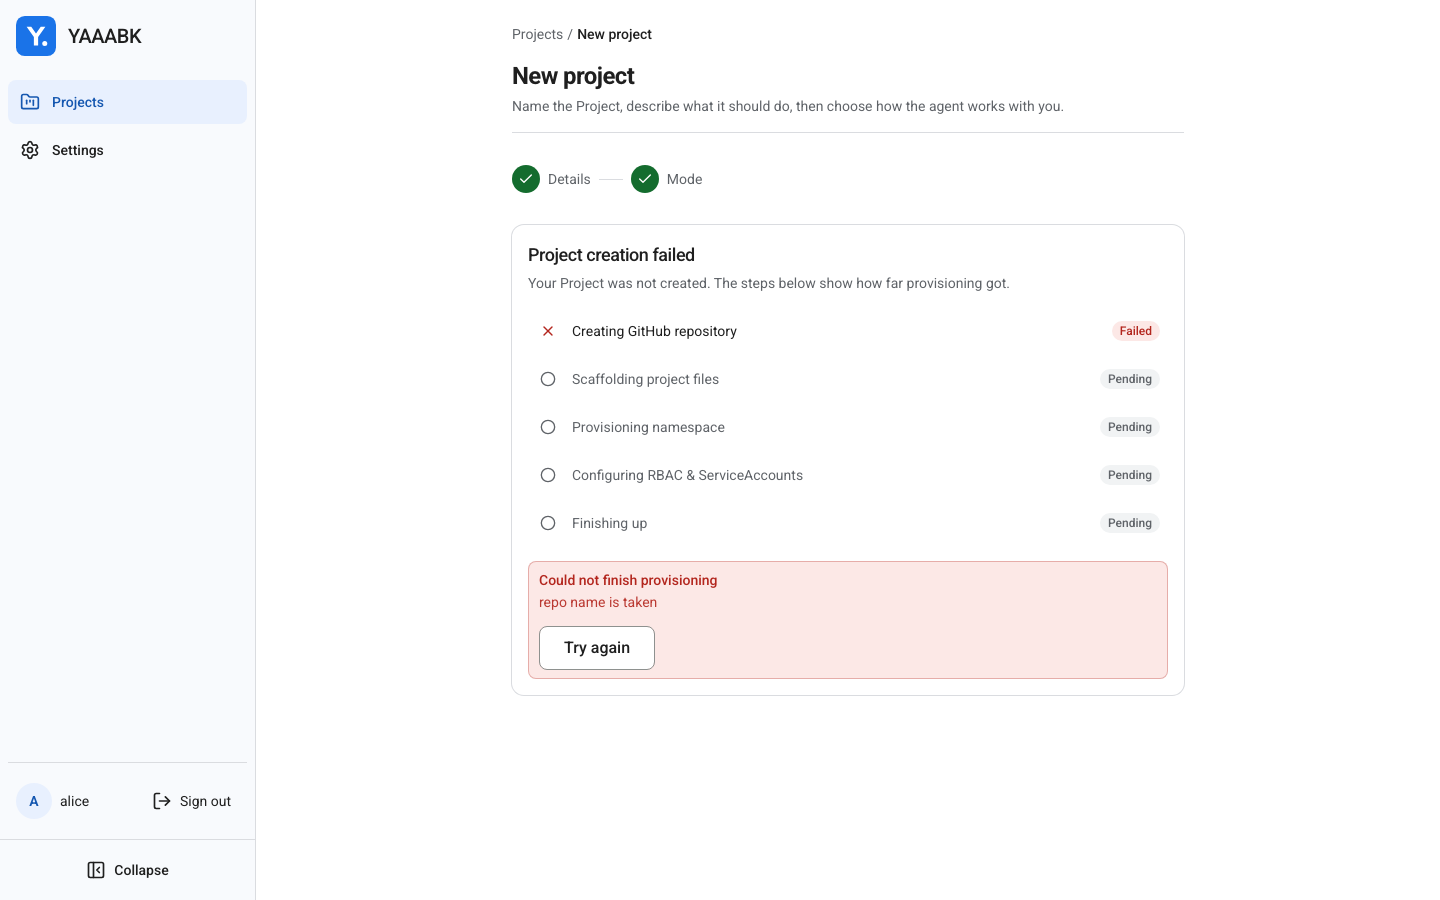 Y.
YAAABK
Projects
Settings
A
alice
Sign out
Collapse
Projects / New project
New project
Name the Project, describe what it should do, then choose how the agent works with you.
Details
Mode
Project creation failed
Your Project was not created. The steps below show how far provisioning got.
Creating GitHub repository Failed
Scaffolding project files Pending
Provisioning namespace Pending
Configuring RBAC & ServiceAccounts Pending
Finishing up Pending
Could not finish provisioning
repo name is taken
Try again